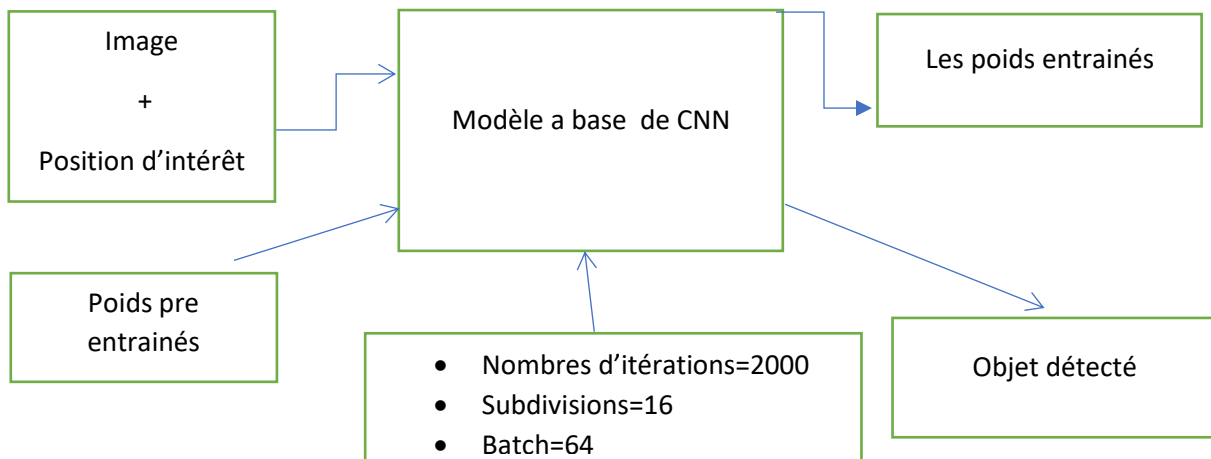 Image
+
Position d'intérêt
Modèle a base de CNN
Les poids entrainés
Poids pre
entrainés
• Nombres d'itérations=2000
• Subdivisions=16
• Batch=64
Objet détecté